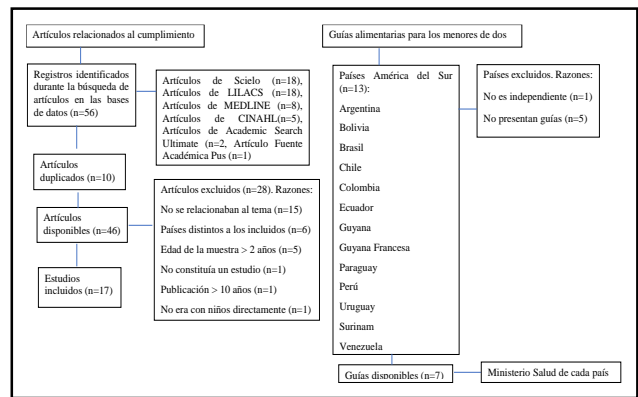 Artículos relacionados al cumplimiento
Registros identificados
durante la búsqueda de
artículos en las bases
de datos (n=56)
Artículos de Scielo (n=18),
Artículos de LILACS (n=18),
Artículos de MEDLINE (n=8),
Artículos de CINAHL(n=5),
Artículos de Academic Search
Ultimate (n=2, Artículo Fuente
Académica Pus (n=1)
Artículos
duplicados (n=10)
Artículos
disponibles (n=46)
Artículos excluidos (n=28). Razones:
No se relacionaban al tema (n=15)
Países distintos a los incluidos (n=6)
Edad de la muestra > 2 años (n=5)
No constituía un estudio (n=1)
Publicación > 10 años (n=1)
No era con niños directamente (n=1)
Estudios
incluidos (n=17)
Guías alimentarias para los menores de dos
Países América del Sur
(n=13):
Argentina
Bolivia
Brasil
Chile
Colombia
Ecuador
Guyana
Guyana Francesa
Paraguay
Perú
Uruguay
Surinam
Venezuela
Países excluidos. Razones:
No es independiente (n=1)
No presentan guías (n=5)
Guías disponibles (n=7)
Ministerio Salud de cada país